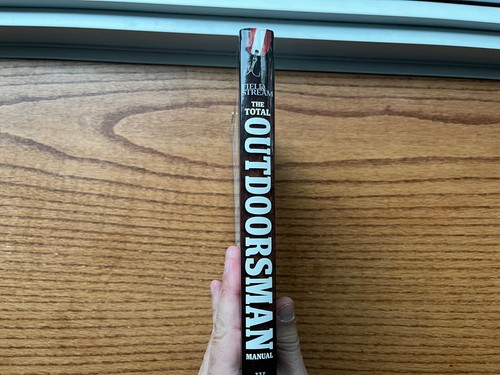 FIELD &
STREAM
THE
TOTAL
OUTDOORSMAN
MANUAL